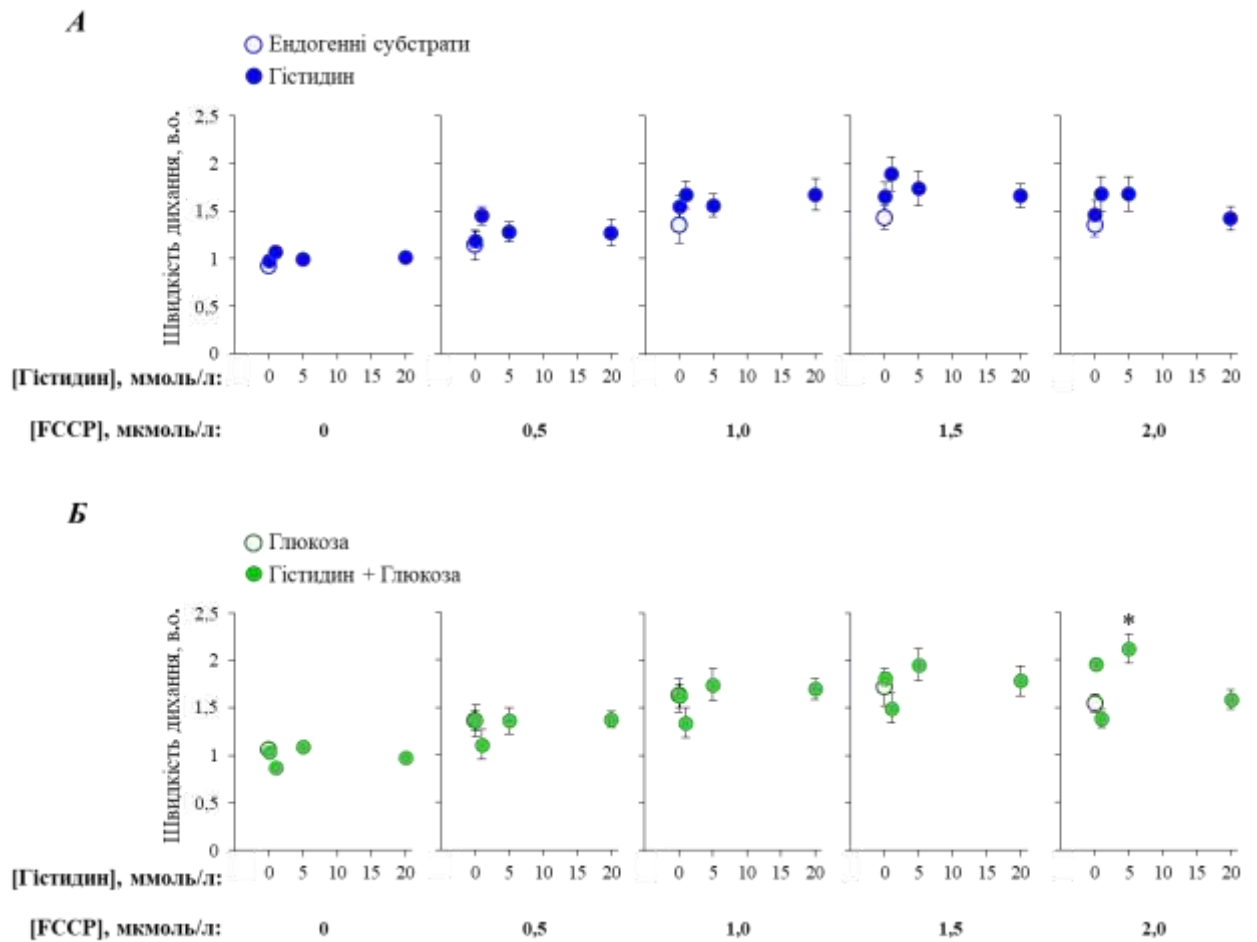 А
Ендогенні субстрати
Гістидин
Швидкість дихання, в.о.
2,5
2
1,5
1
0,5
0
[Гістидин], ммоль/л: 0 5 10 15 20 0 5 10 15 20 0 5 10 15 20 0 5 10 15 20 0 5 10 15 20
[FCCP], мкмоль/л: 0 0,5 1,0 1,5 2,0
Б
Глюкоза
Гістидин + Глюкоза
Швидкість дихання, в.о.
2,5
2
1,5
1
0,5
0
*
[Гістидин], ммоль/л: 0 5 10 15 20 0 5 10 15 20 0 5 10 15 20 0 5 10 15 20 0 5 10 15 20
[FCCP], мкмоль/л: 0 0,5 1,0 1,5 2,0